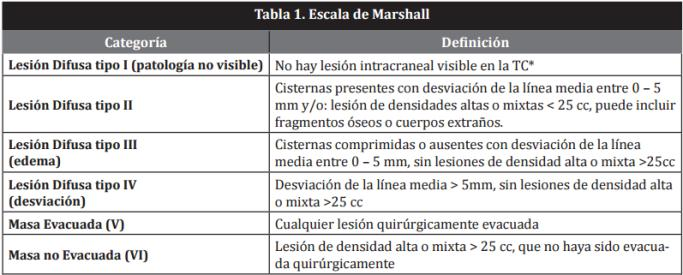 Tabla 1. Escala de Marshall
Categoría Definición
Lesión Difusa tipo I (patología no visible) No hay lesión intracraneal visible en la TC*
Lesión Difusa tipo II
Cisternas presentes con desviación de la línea media entre 0 – 5
mm y/o: lesión de densidades altas o mixtas < 25 cc, puede incluir
fragmentos óseos o cuerpos extraños.
Lesión Difusa tipo III
(edema)
Cisternas comprimidas o ausentes con desviación de la línea
media entre 0 – 5 mm, sin lesiones de densidad alta o mixta >25cc
Lesión Difusa tipo IV
(desviación)
Desviación de la línea media > 5mm, sin lesiones de densidad alta
o mixta >25 cc
Masa Evacuada (V) Cualquier lesión quirúrgicamente evacuada
Masa no Evacuada (VI)
Lesión de densidad alta o mixta > 25 cc, que no haya sido evacua-
da quirúrgicamente